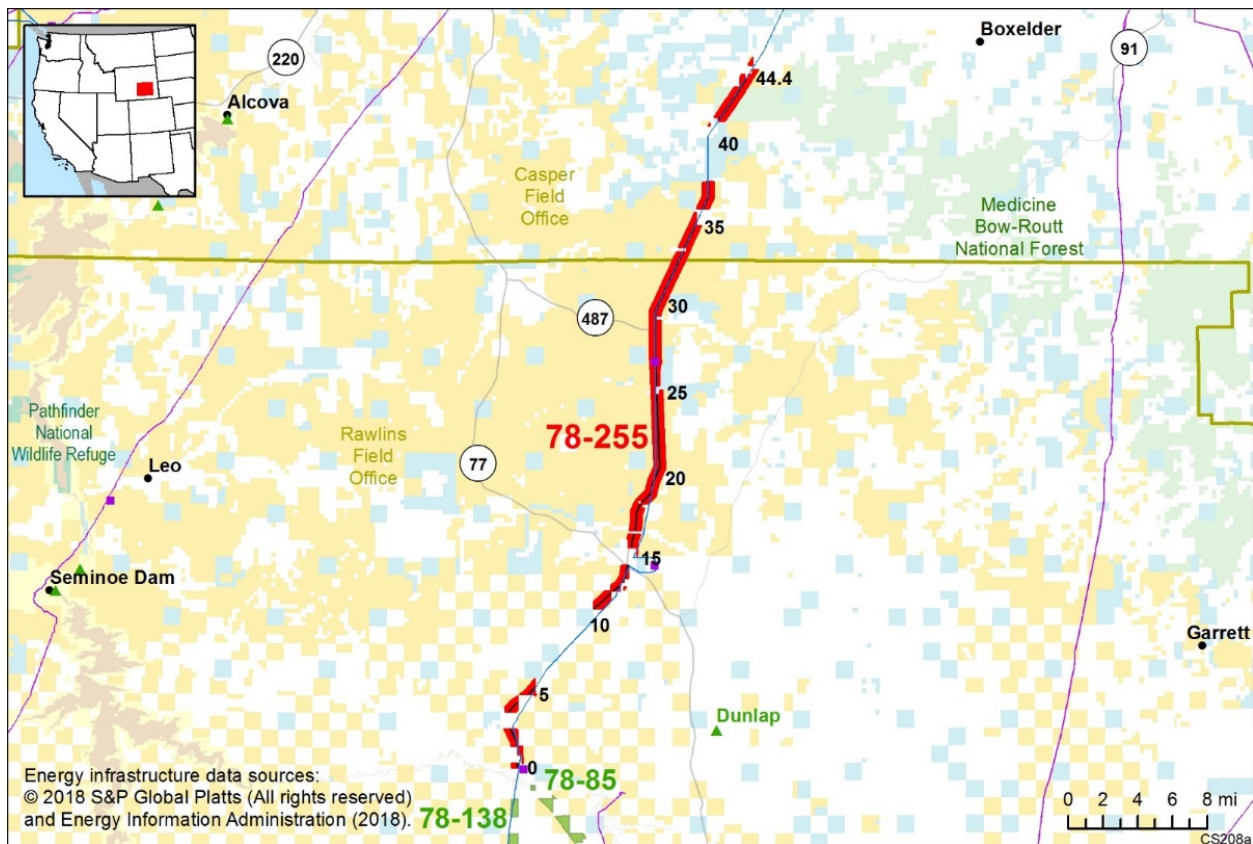 Boxelder
220
91
44.4
Alcova
40
Casper
Field
Office
Medicine
Bow-Routt
National Forest
35
30
487
25
Pathfinder
National
Wildlife Refuge
78-255
Rawlins
Field
Office
77
Leo
20
15
Seminoe Dam
10
Garrett
5
Dunlap
0
78-85
Energy infrastructure data sources:
© 2018 S&P Global Platts (All rights reserved)
and Energy Information Administration (2018).
78-138
0 2 4 6 8 mi
CS208a